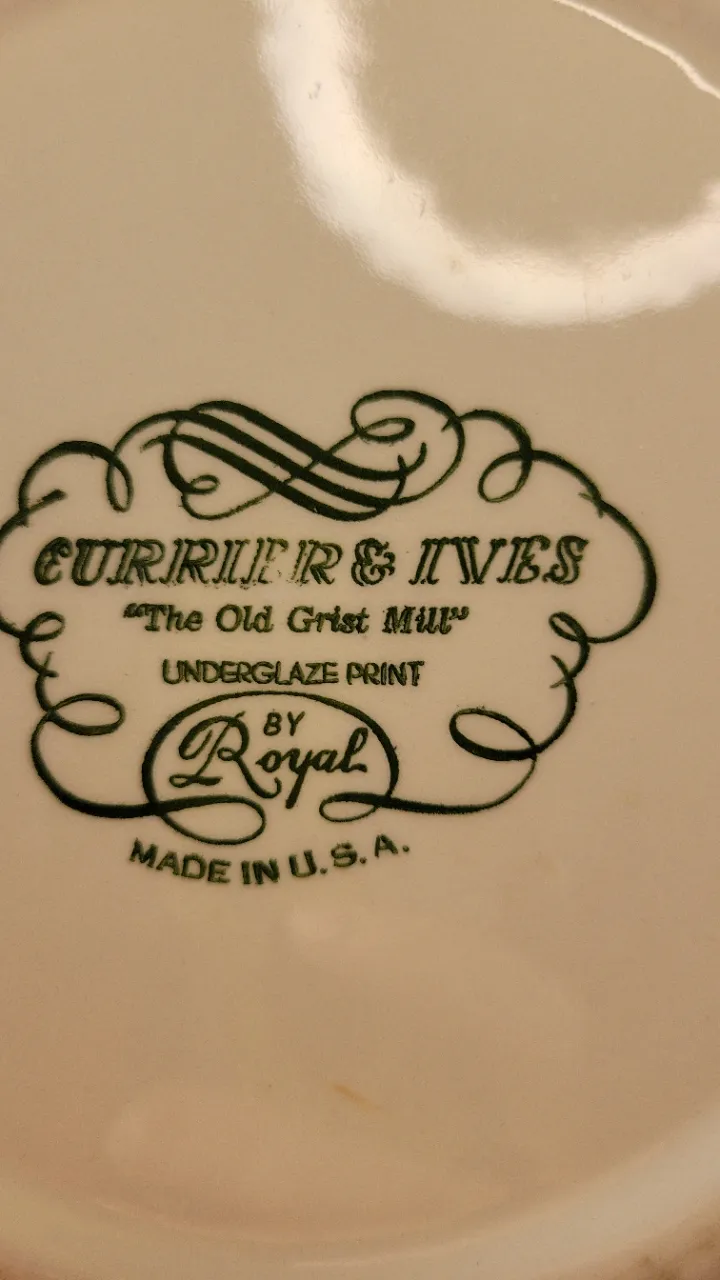 CURRIER & IVES
“The Old Grist Mill”
UNDERGLAZE PRINT
BY
Royal
MADE IN U.S.A.